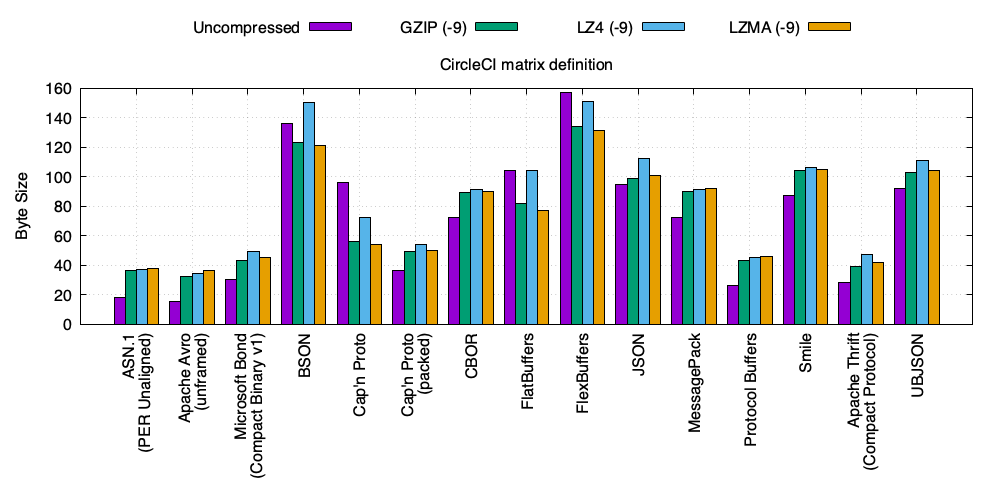 Uncompressed GZIP (-9) LZ4 (-9) LZMA (-9)
CircleCI matrix definition
Byte Size
160
140
120
100
80
60
40
20
0
ASN.1
(PER Unaligned)
Apache Avro
(unframed)
Microsoft Bond
(Compact Binary v1)
BSON
Cap'n Proto
Cap'n Proto
(packed)
CBOR
FlatBuffers
FlexBuffers
JSON
MessagePack
Protocol Buffers
Smile
Apache Thrift
(Compact Protocol)
UBJSON